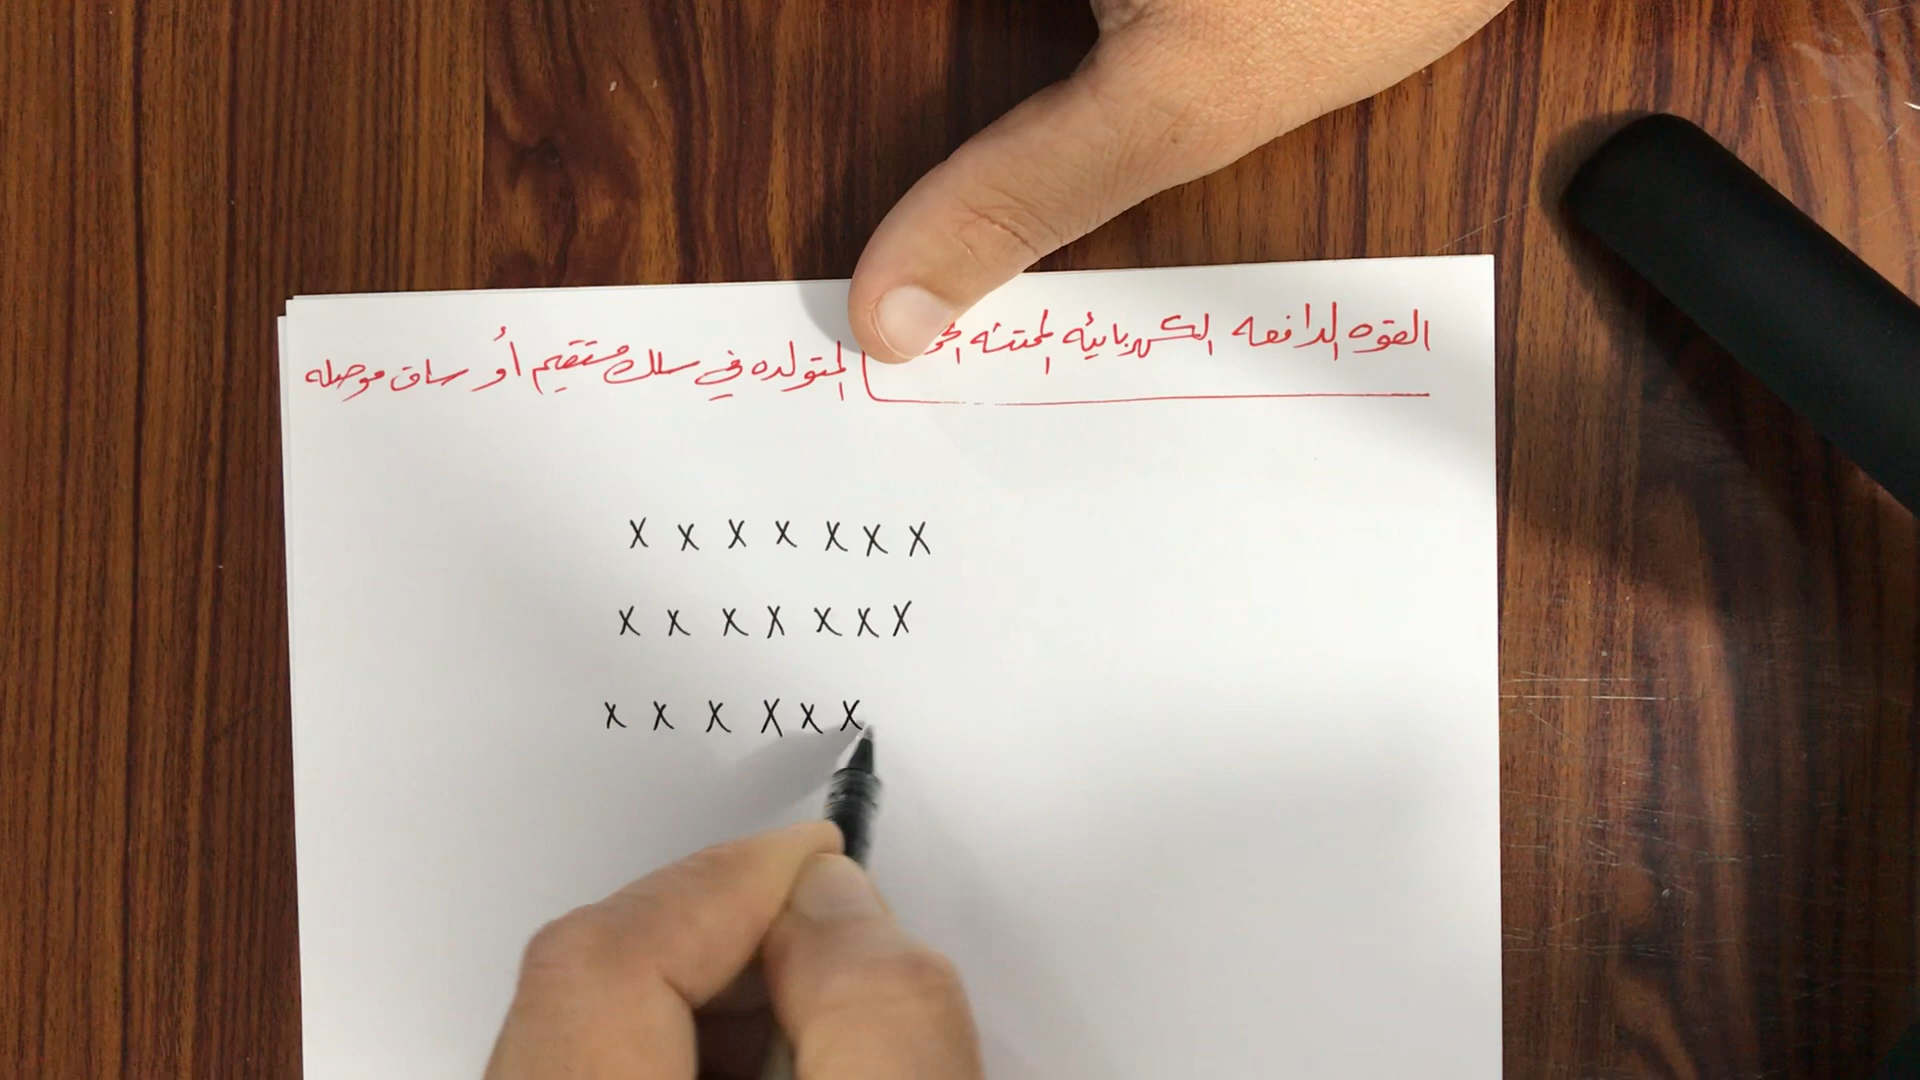 القوه الدافعه الكهربائيه المحتثه
المتولده في سلك مستقيم أو ساق موصله
X X X X X X X
X X X X X X X
X X X X X X